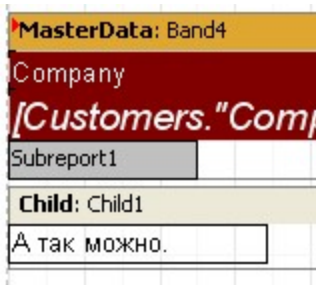 MasterData: Band4
Company
[Customers."Comp
Subreport1
Child: Child1
А так можно.